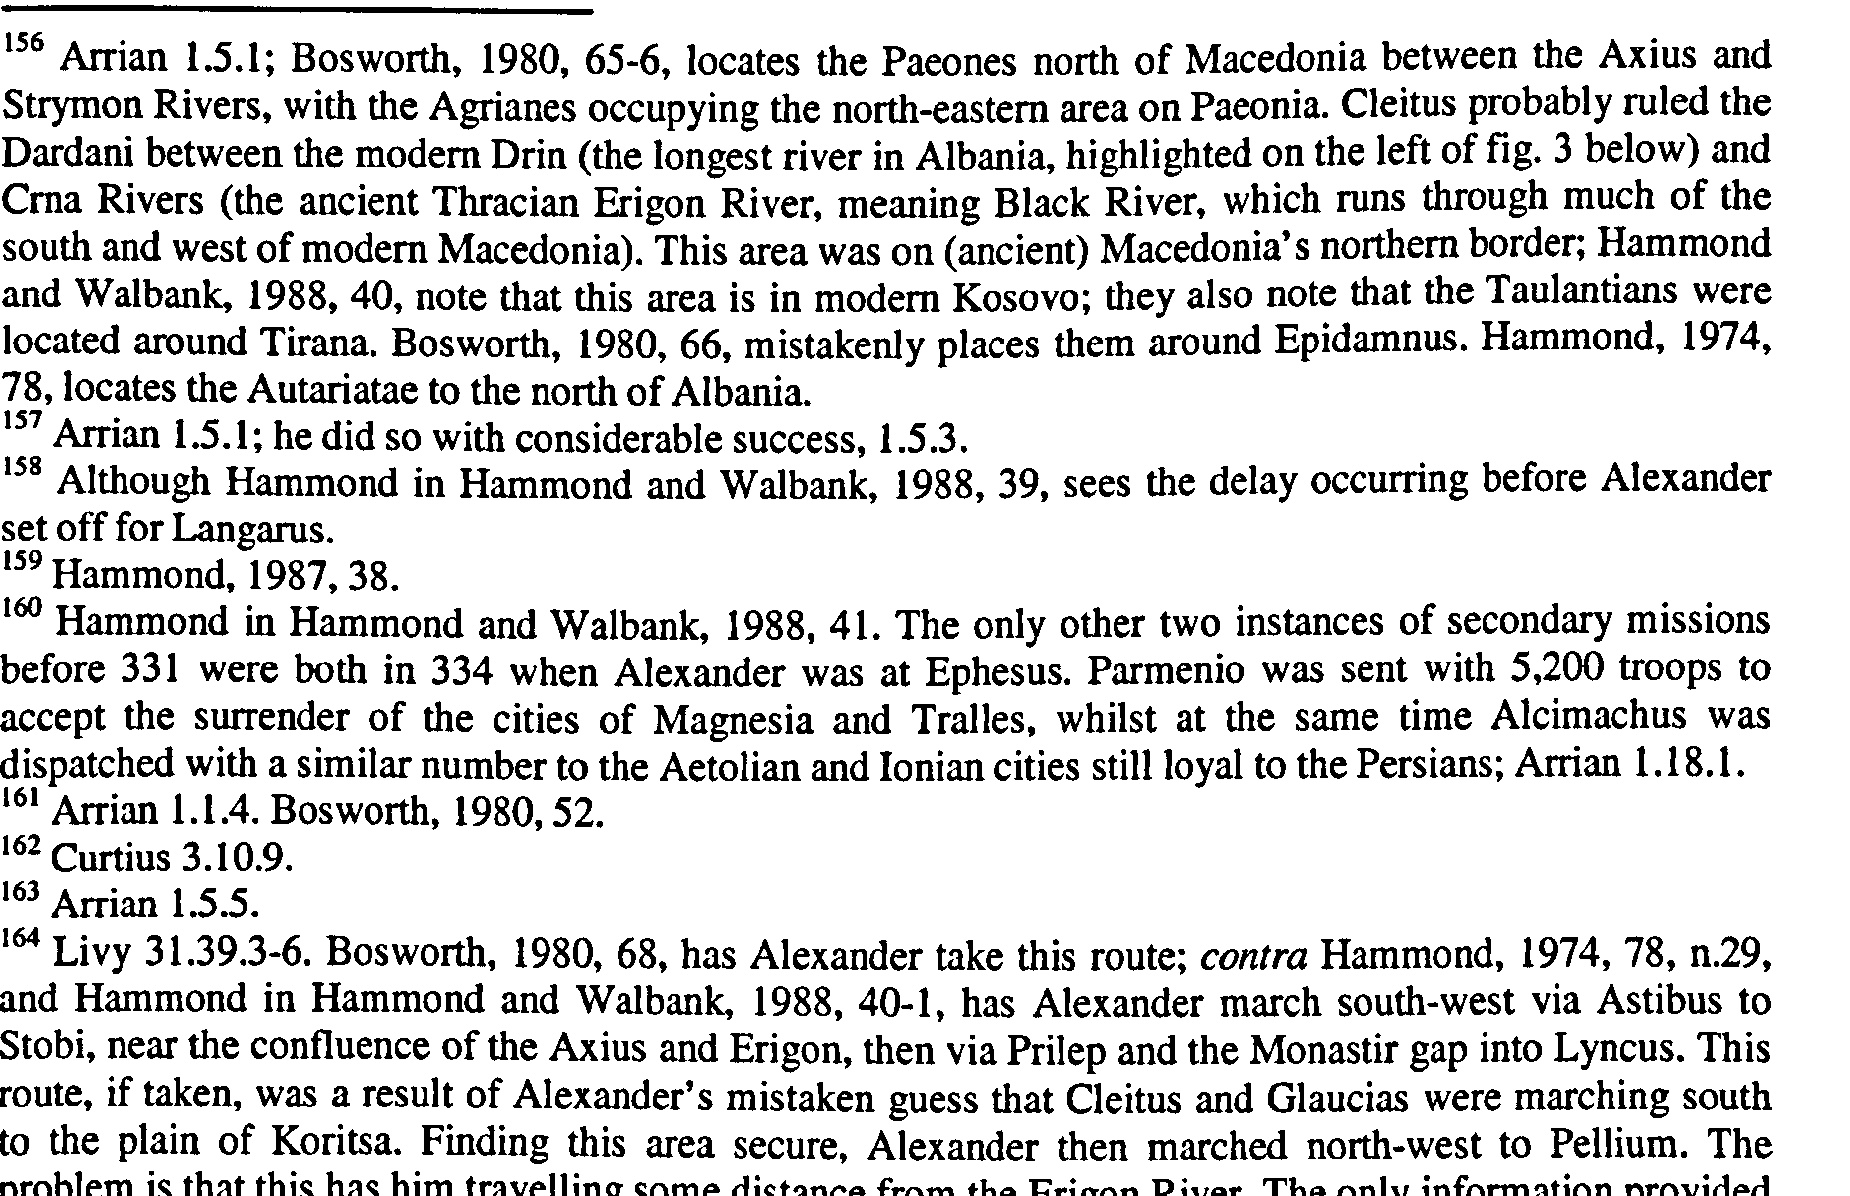 156 Arrian 1.5.1; Bosworth, 1980, 65-6, locates the Paeones north of Macedonia between the Axius and
Strymon Rivers, with the Agrianes occupying the north-eastern area on Paeonia. Cleitus probably ruled the
Dardani between the modern Drin (the longest river in Albania, highlighted on the left of fig. 3 below) and
Crna Rivers (the ancient Thracian Erigon River, meaning Black River, which runs through much of the
south and west of modern Macedonia). This area was on (ancient) Macedonia's northern border; Hammond
and Walbank, 1988, 40, note that this area is in modern Kosovo; they also note that the Taulantians were
located around Tirana. Bosworth, 1980, 66, mistakenly places them around Epidamnus. Hammond, 1974,
78, locates the Autariatae to the north of Albania.
157 Arrian 1.5.1; he did so with considerable success, 1.5.3.
158 Although Hammond in Hammond and Walbank, 1988, 39, sees the delay occurring before Alexander
set off for Langarus.
159 Hammond, 1987, 38.
160 Hammond in Hammond and Walbank, 1988, 41. The only other two instances of secondary missions
before 331 were both in 334 when Alexander was at Ephesus. Parmenio was sent with 5,200 troops to
accept the surrender of the cities of Magnesia and Tralles, whilst at the same time Alcimachus was
dispatched with a similar number to the Aetolian and Ionian cities still loyal to the Persians; Arrian 1.18.1.
161 Arrian 1.1.4. Bosworth, 1980, 52.
162 Curtius 3.10.9.
163 Arrian 1.5.5.
164 Livy 31.39.3-6. Bosworth, 1980, 68, has Alexander take this route; contra Hammond, 1974, 78, n.29,
and Hammond in Hammond and Walbank, 1988, 40-1, has Alexander march south-west via Astibus to
Stobi, near the confluence of the Axius and Erigon, then via Prilep and the Monastir gap into Lyncus. This
route, if taken, was a result of Alexander's mistaken guess that Cleitus and Glaucias were marching south
to the plain of Koritsa. Finding this area secure, Alexander then marched north-west to Pellium. The
problem is that this has him travelling some distance from the Erigon River. The only information provided